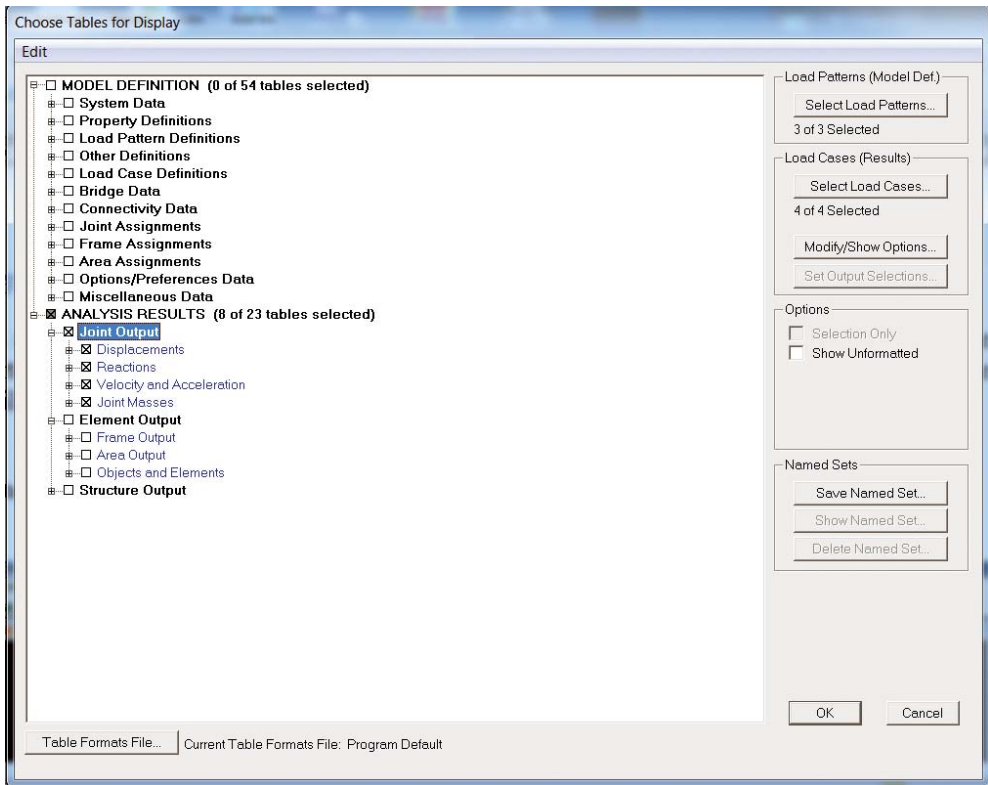 Choose Tables for Display
Edit
MODEL DEFINITION (0 of 54 tables selected)
System Data
Property Definitions
Load Pattern Definitions
Other Definitions
Load Case Definitions
Bridge Data
Connectivity Data
Joint Assignments
Frame Assignments
Area Assignments
Options/Preferences Data
Miscellaneous Data
ANALYSIS RESULTS (8 of 23 tables selected)
Joint Output
Displacements
Reactions
Velocity and Acceleration
Joint Masses
Element Output
Frame Output
Area Output
Objects and Elements
Structure Output
Load Patterns (Model Def.)
Select Load Patterns...
3 of 3 Selected
Load Cases (Results)
Select Load Cases...
4 of 4 Selected
Modify/Show Options...
Set Output Selections...
Options
Selection Only
Show Unformatted
Named Sets
Save Named Set...
Show Named Set...
Delete Named Set...
OK
Cancel
Table Formats File...
Current Table Formats File: Program Default